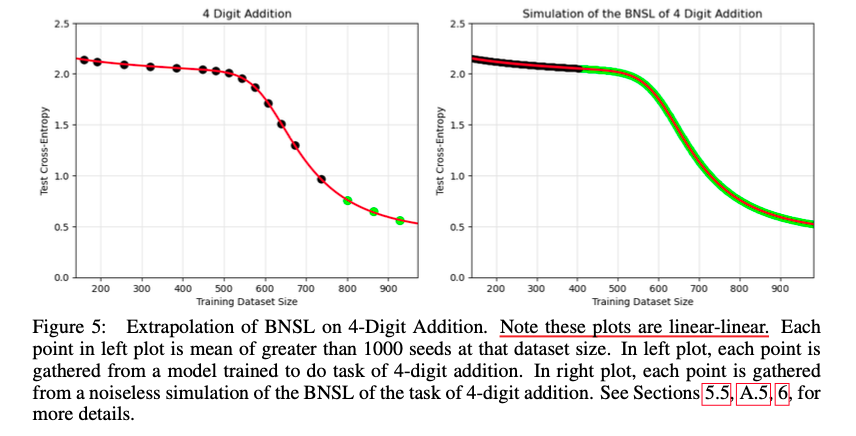 4 Digit Addition
2.5
2.0
1.5
1.0
0.5
0.0
Test Cross-Entropy
200 300 400 500 600 700 800 900
Training Dataset Size
Simulation of the BNSL of 4 Digit Addition
2.5
2.0
1.5
1.0
0.5
0.0
Test Cross-Entropy
200 300 400 500 600 700 800 900
Training Dataset Size
Figure 5: Extrapolation of BNSL on 4-Digit Addition. Note these plots are linear-linear. Each
point in left plot is mean of greater than 1000 seeds at that dataset size. In left plot, each point is
gathered from a model trained to do task of 4-digit addition. In right plot, each point is gathered
from a noiseless simulation of the BNSL of the task of 4-digit addition. See Sections 5.5, A.5, 6, for
more details.